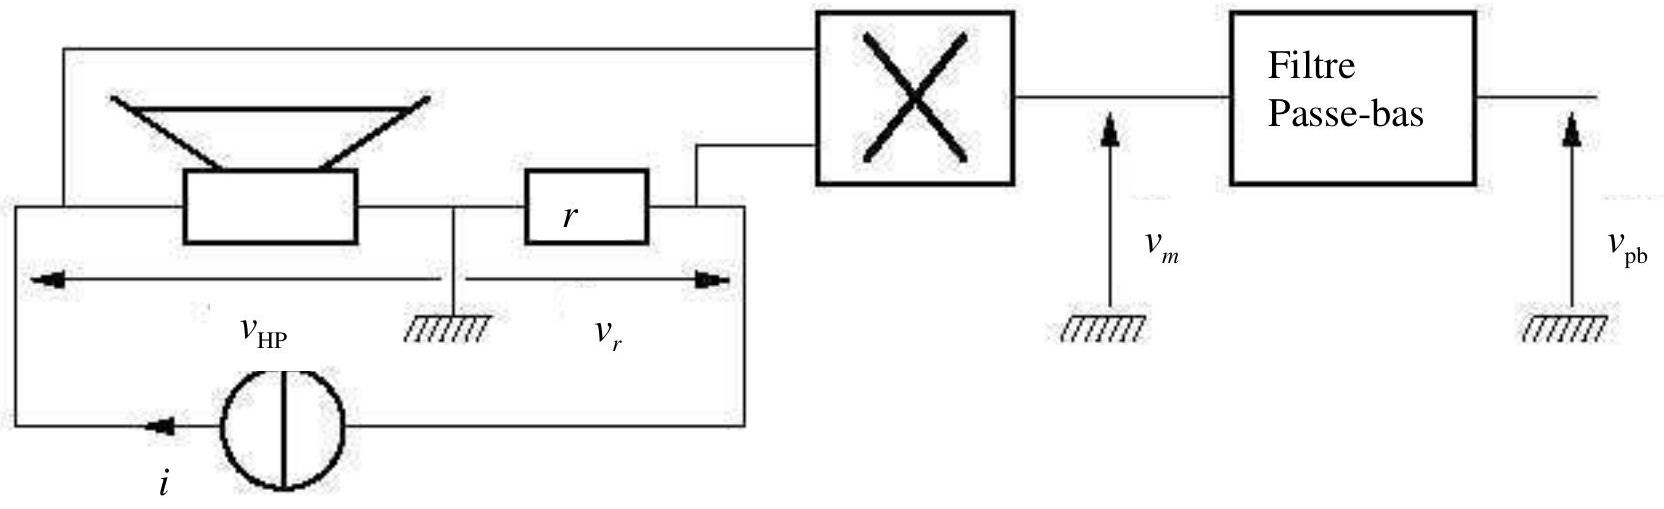 Filtre
Passe-bas
r
v_m
v_pb
v_HP
v_r
i